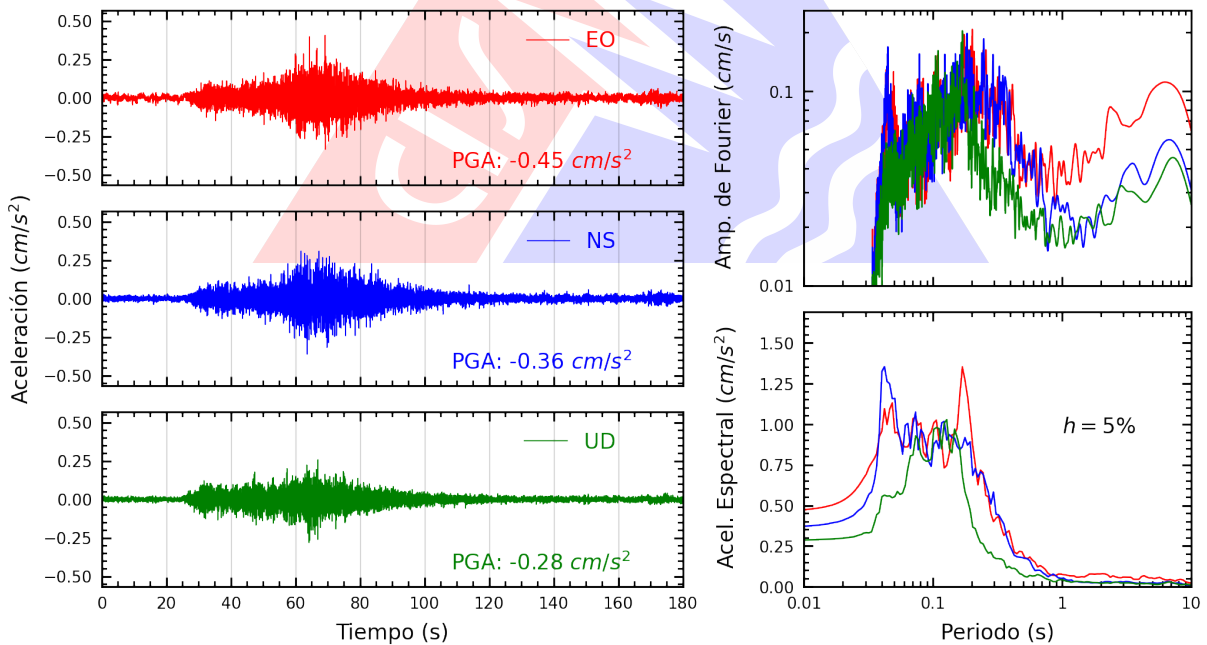 Aceleración (cm/s²)
0.50
0.25
0.00
−0.25
−0.50
EO
PGA: -0.45 cm/s²
0.50
0.25
0.00
−0.25
−0.50
NS
PGA: -0.36 cm/s²
0.50
0.25
0.00
−0.25
−0.50
UD
PGA: -0.28 cm/s²
0 20 40 60 80 100 120 140 160 180
Tiempo (s)
Amp. de Fourier (cm/s)
0.1
0.01
Acel. Espectral (cm/s²)
1.50
1.25
1.00
0.75
0.50
0.25
0.00
h = 5%
0.01 0.1 1 10
Periodo (s)